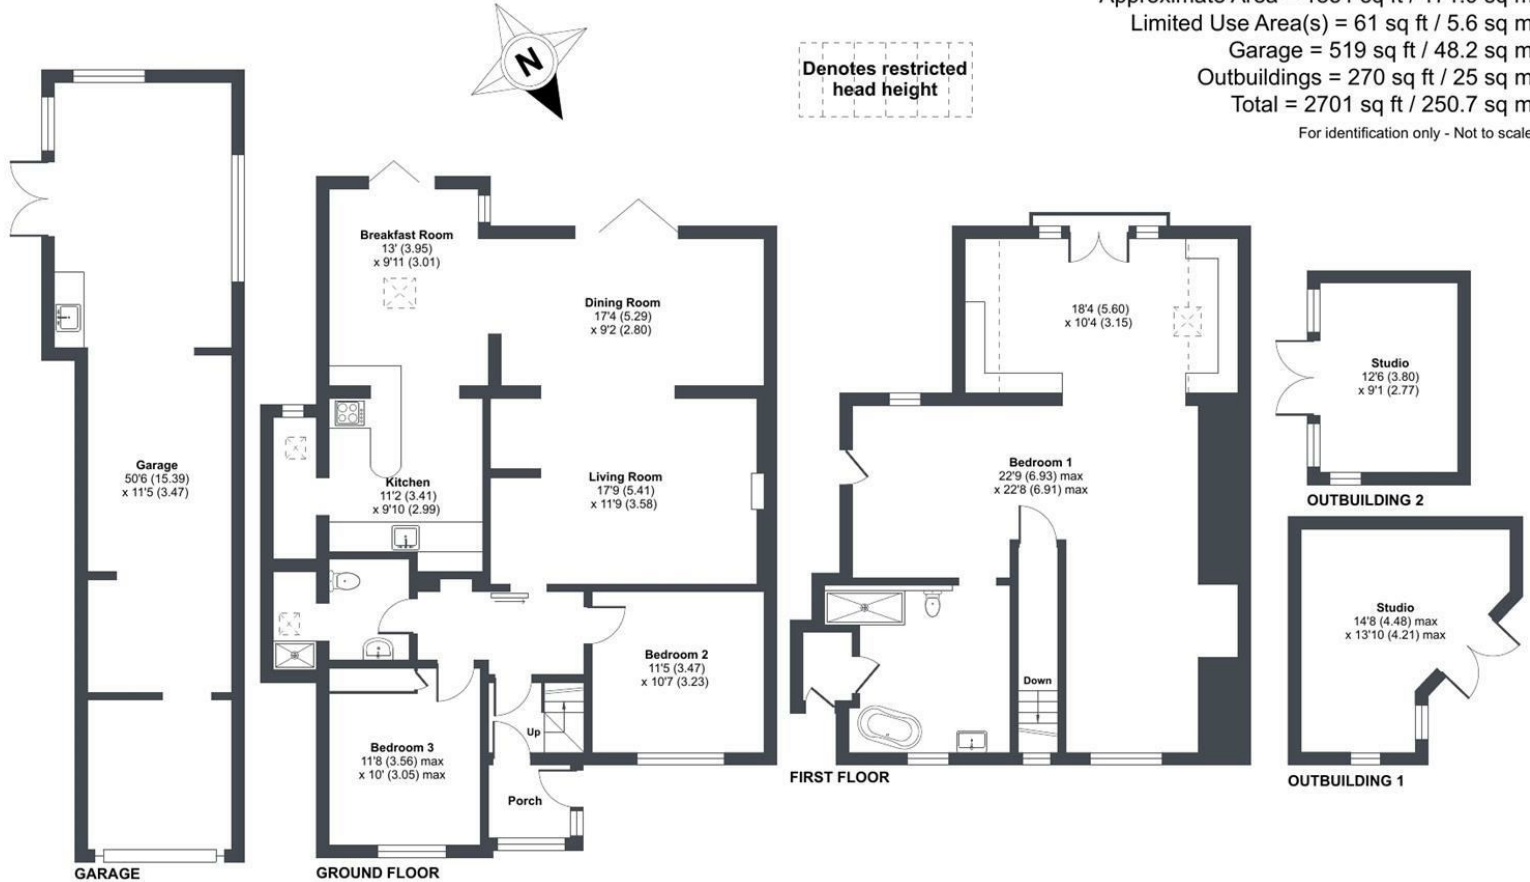 Limited Use Area(s) = 61 sq ft / 5.6 sq m
Garage = 519 sq ft / 48.2 sq m
Outbuildings = 270 sq ft / 25 sq m
Total = 2701 sq ft / 250.7 sq m
For identification only - Not to scale
N
Denotes restricted
head height
Breakfast Room
13' (3.95)
x 9'11 (3.01)
Dining Room
17'4 (5.29)
x 9'2 (2.80)
18'4 (5.60)
x 10'4 (3.15)
Studio
12'6 (3.80)
x 9'1 (2.77)
OUTBUILDING 2
Garage
50'6 (15.39)
x 11'5 (3.47)
Kitchen
11'2 (3.41)
x 9'10 (2.99)
Living Room
17'9 (5.41)
x 11'9 (3.58)
Bedroom 1
22'9 (6.93) max
x 22'8 (6.91) max
Studio
14'8 (4.48) max
x 13'10 (4.21) max
OUTBUILDING 1
Bedroom 2
11'5 (3.47)
x 10'7 (3.23)
Down
Up
Bedroom 3
11'8 (3.56) max
x 10' (3.05) max
Porch
FIRST FLOOR
GARAGE
GROUND FLOOR